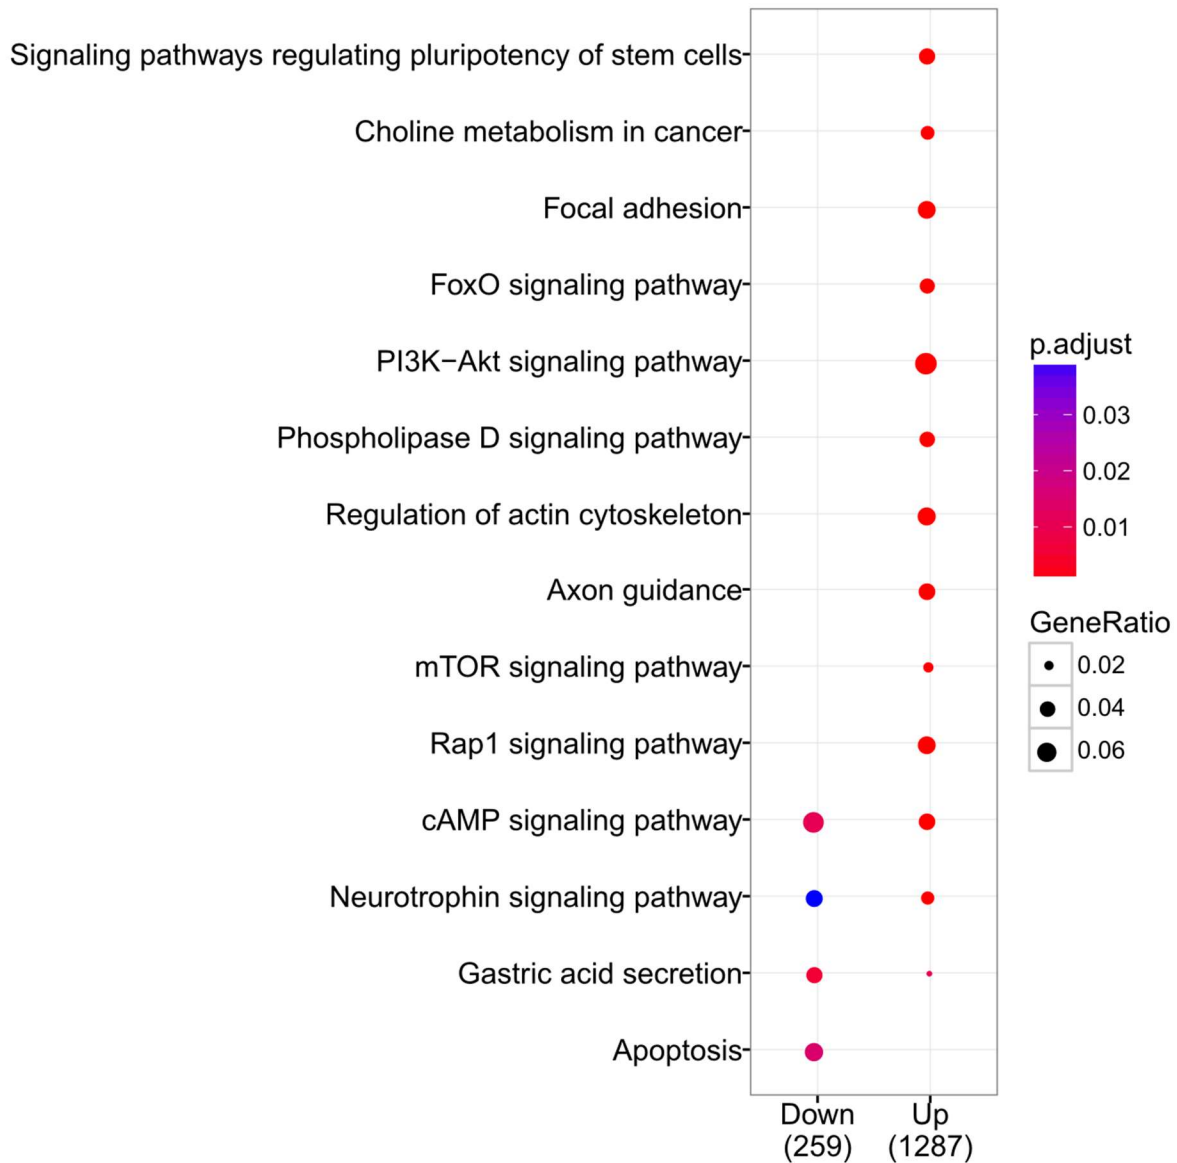 Signaling pathways regulating pluripotency of stem cells
Choline metabolism in cancer
Focal adhesion
FoxO signaling pathway
PI3K−Akt signaling pathway
Phospholipase D signaling pathway
Regulation of actin cytoskeleton
Axon guidance
mTOR signaling pathway
Rap1 signaling pathway
cAMP signaling pathway
Neurotrophin signaling pathway
Gastric acid secretion
Apoptosis
Down
(259)
Up
(1287)
p.adjust
0.03
0.02
0.01
GeneRatio
0.02
0.04
0.06